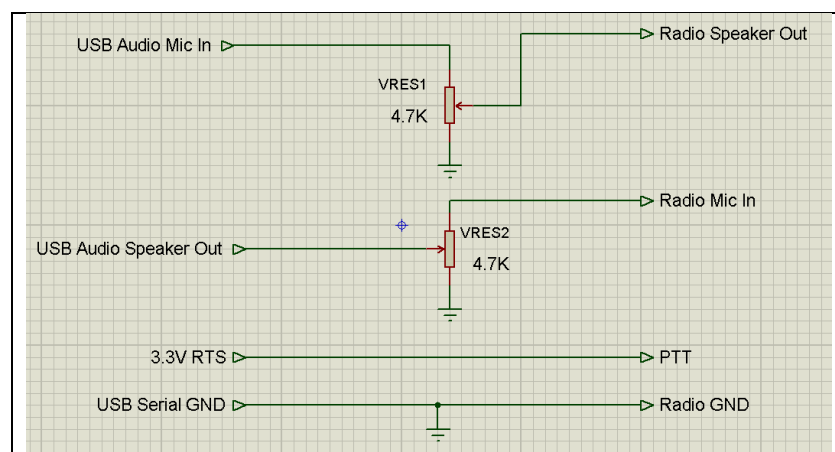 USB Audio Mic In
Radio Speaker Out
VRES1
4.7K
Radio Mic In
VRES2
USB Audio Speaker Out
4.7K
3.3V RTS
PTT
USB Serial GND
Radio GND